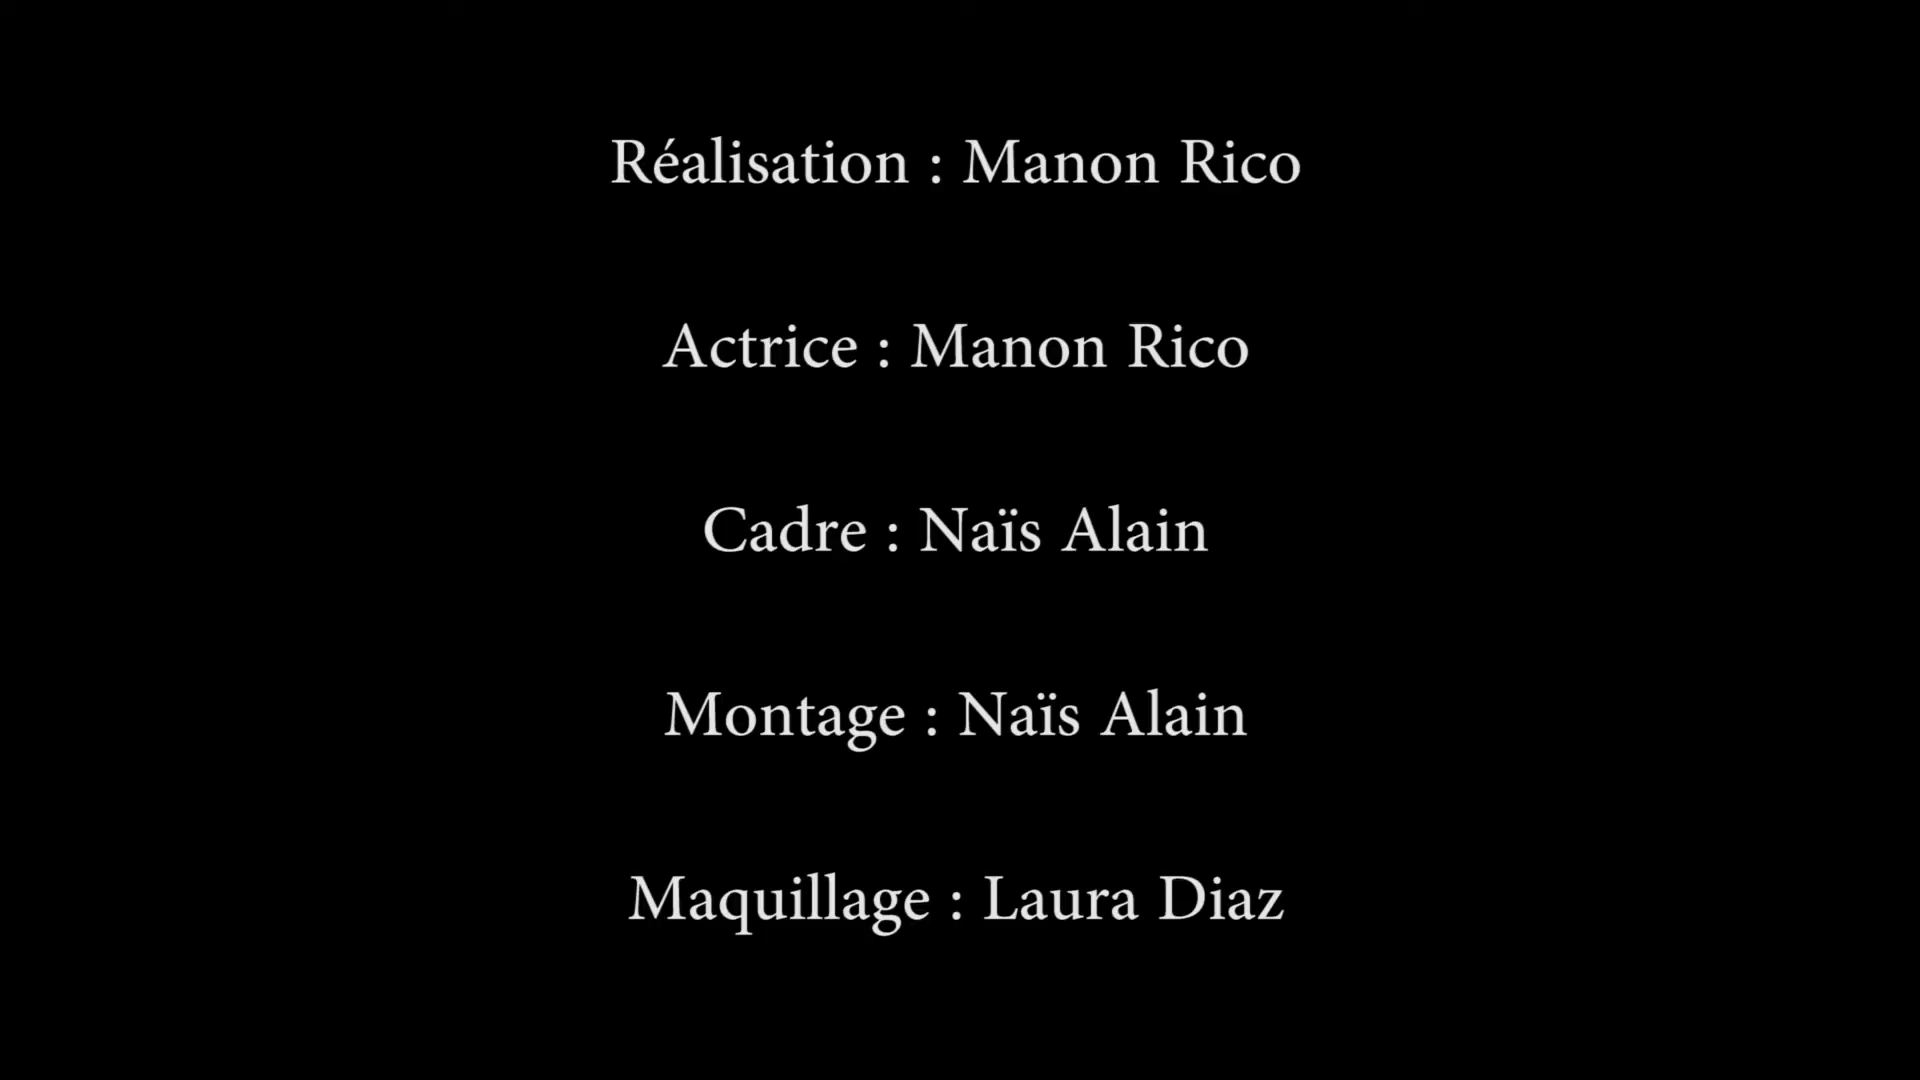 Réalisation : Manon Rico
Actrice : Manon Rico
Cadre : Naïs Alain
Montage : Naïs Alain
Maquillage : Laura Diaz